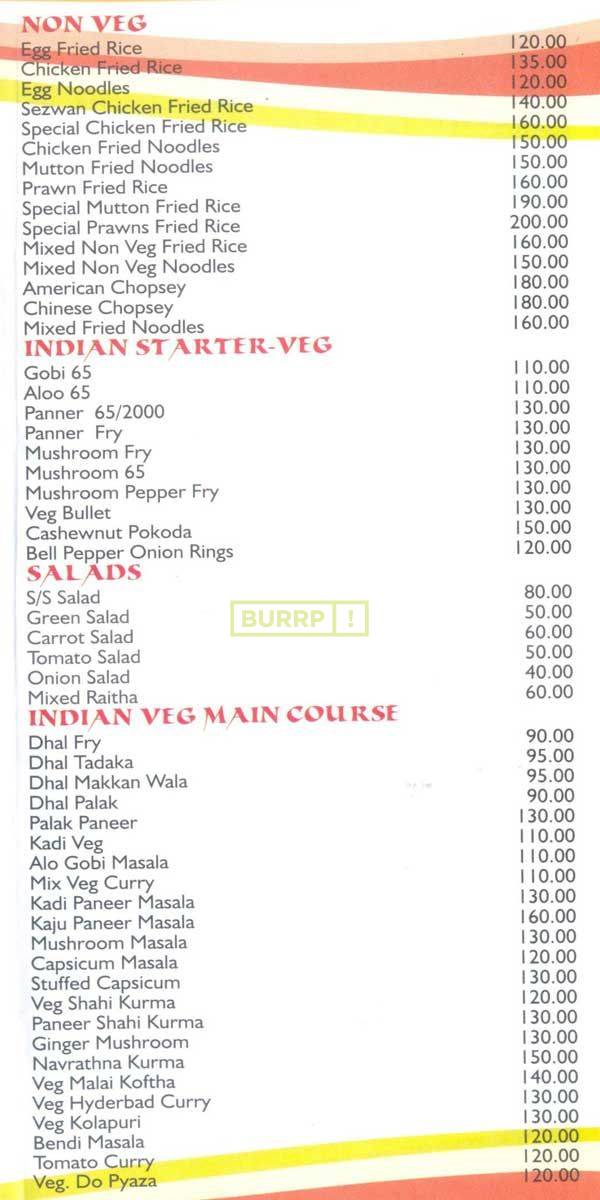 NON VEG
Egg Fried Rice 120.00
Chicken Fried Rice 135.00
Egg Noodles 120.00
Sezwan Chicken Fried Rice 140.00
Special Chicken Fried Rice 160.00
Chicken Fried Noodles 150.00
Mutton Fried Noodles 150.00
Prawn Fried Rice 160.00
Special Mutton Fried Rice 190.00
Special Prawns Fried Rice 200.00
Mixed Non Veg Fried Rice 160.00
Mixed Non Veg Noodles 150.00
American Chopsey 180.00
Chinese Chopsey 180.00
Mixed Fried Noodles 160.00
INDIAN STARTER-VEG
Gobi 65 110.00
Aloo 65 110.00
Panner 65/2000 130.00
Panner Fry 130.00
Mushroom Fry 130.00
Mushroom 65 130.00
Mushroom Pepper Fry 130.00
Veg Bullet 130.00
Cashewnut Pokoda 150.00
Bell Pepper Onion Rings 120.00
SALADS
S/S Salad 80.00
Green Salad 50.00
BURRP!
Carrot Salad 60.00
Tomato Salad 50.00
Onion Salad 40.00
Mixed Raitha 60.00
INDIAN VEG MAIN COURSE
Dhal Fry 90.00
Dhal Tadaka 95.00
Dhal Makkan Wala 95.00
Dhal Palak 90.00
Palak Paneer 130.00
Kadi Veg 110.00
Alo Gobi Masala 110.00
Mix Veg Curry 110.00
Kadi Paneer Masala 130.00
Kaju Paneer Masala 160.00
Mushroom Masala 130.00
Capsicum Masala 120.00
Stuffed Capsicum 130.00
Veg Shahi Kurma 120.00
Paneer Shahi Kurma 130.00
Ginger Mushroom 130.00
Navrathna Kurma 150.00
Veg Malai Koftha 140.00
Veg Hyderbad Curry 130.00
Veg Kolapuri 130.00
Bendi Masala 120.00
Tomato Curry 120.00
Veg. Do Pyaza 120.00